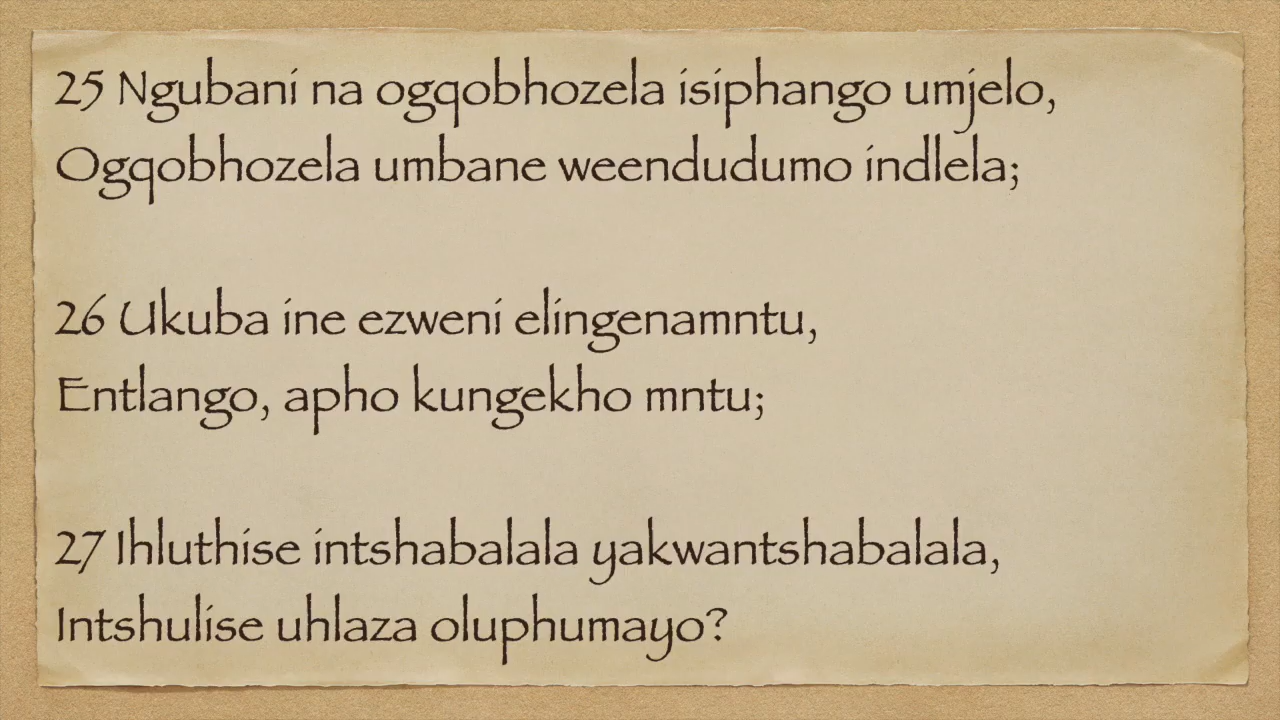 25 Ngubani na ogqobhozela isiphango umjelo,
Ogqobhozela umbane weendudumo indlela;
26 Ukuba ine ezweni elingenamntu,
Entlango, apho kungekho mntu;
27 Ihluthise intshabalala yakwantshabalala,
Intshulise uhlaza oluphumayo?